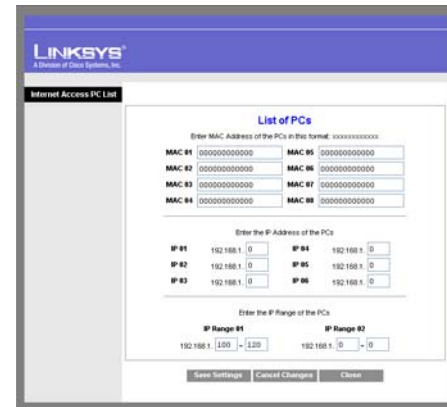 LINKSYS®
A Division of Cisco Systems, Inc.
Internet Access PC List
List of PCs
Enter MAC Address of the PCs in this format: xxxxxxxxxxxx
MAC 01 000000000000 MAC 05 000000000000
MAC 02 000000000000 MAC 06 000000000000
MAC 03 000000000000 MAC 07 000000000000
MAC 04 000000000000 MAC 08 000000000000
Enter the IP Address of the PCs
IP 01 192.168.1. 0 IP 04 192.168.1. 0
IP 02 192.168.1. 0 IP 05 192.168.1. 0
IP 03 192.168.1. 0 IP 06 192.168.1. 0
Enter the IP Range of the PCs
IP Range 01 IP Range 02
192.168.1. 100 ~ 120 192.168.1. 0 ~ 0
Save Settings Cancel Changes Close